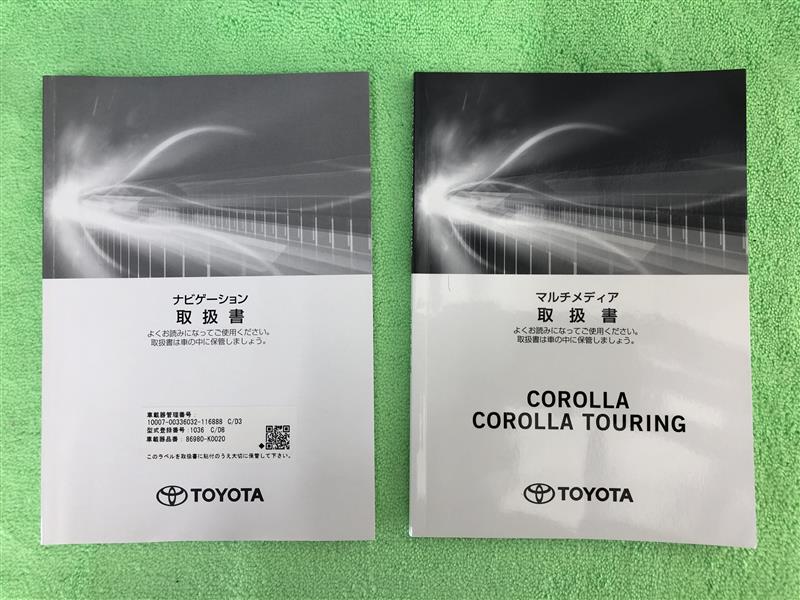 ナビゲーション
取扱書
よくお読みになってご使用ください。
取扱書は車の中に保管しましょう。
車載器管理番号
10007-00336032-116888 C/D3
型式登録番号:1036 C/D8
車載器品番:86980-K0020
このラベルを取扱書に貼付のうえ大切に保管して下さい。
TOYOTA
マルチメディア
取扱書
よくお読みになってご使用ください。
取扱書は車の中に保管しましょう。
COROLLA
COROLLA TOURING
TOYOTA